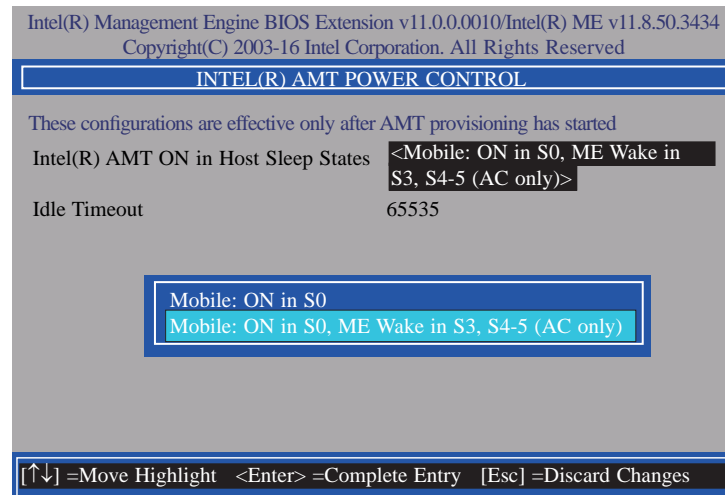 Intel(R) Management Engine BIOS Extension v11.0.0.0010/Intel(R) ME v11.8.50.3434
Copyright(C) 2003-16 Intel Corporation. All Rights Reserved
INTEL(R) AMT POWER CONTROL
These configurations are effective only after AMT provisioning has started
Intel(R) AMT ON in Host Sleep States <Mobile: ON in S0, ME Wake in
S3, S4-5 (AC only)>
Idle Timeout 65535
Mobile: ON in S0
Mobile: ON in S0, ME Wake in S3, S4-5 (AC only)
[↑↓] =Move Highlight <Enter> =Complete Entry [Esc] =Discard Changes